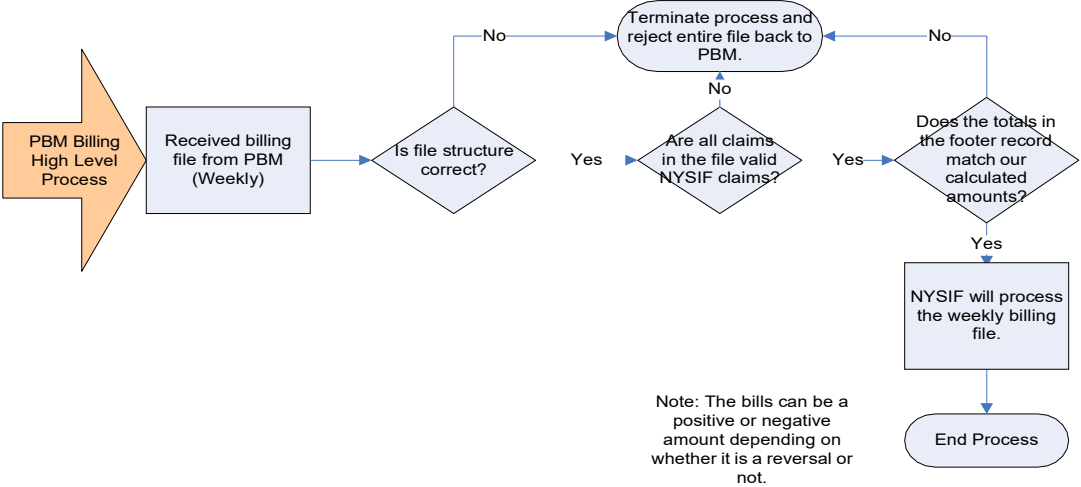 PBM Billing
High Level
Process
Received billing
file from PBM
(Weekly)
Is file structure
correct?
No
Terminate process and
reject entire file back to
PBM.
No
No
Yes
Are all claims
in the file valid
NYSIF claims?
Yes
Does the totals in
the footer record
match our
calculated
amounts?
Yes
NYSIF will process
the weekly billing
file.
End Process
Note: The bills can be a
positive or negative
amount depending on
whether it is a reversal or
not.